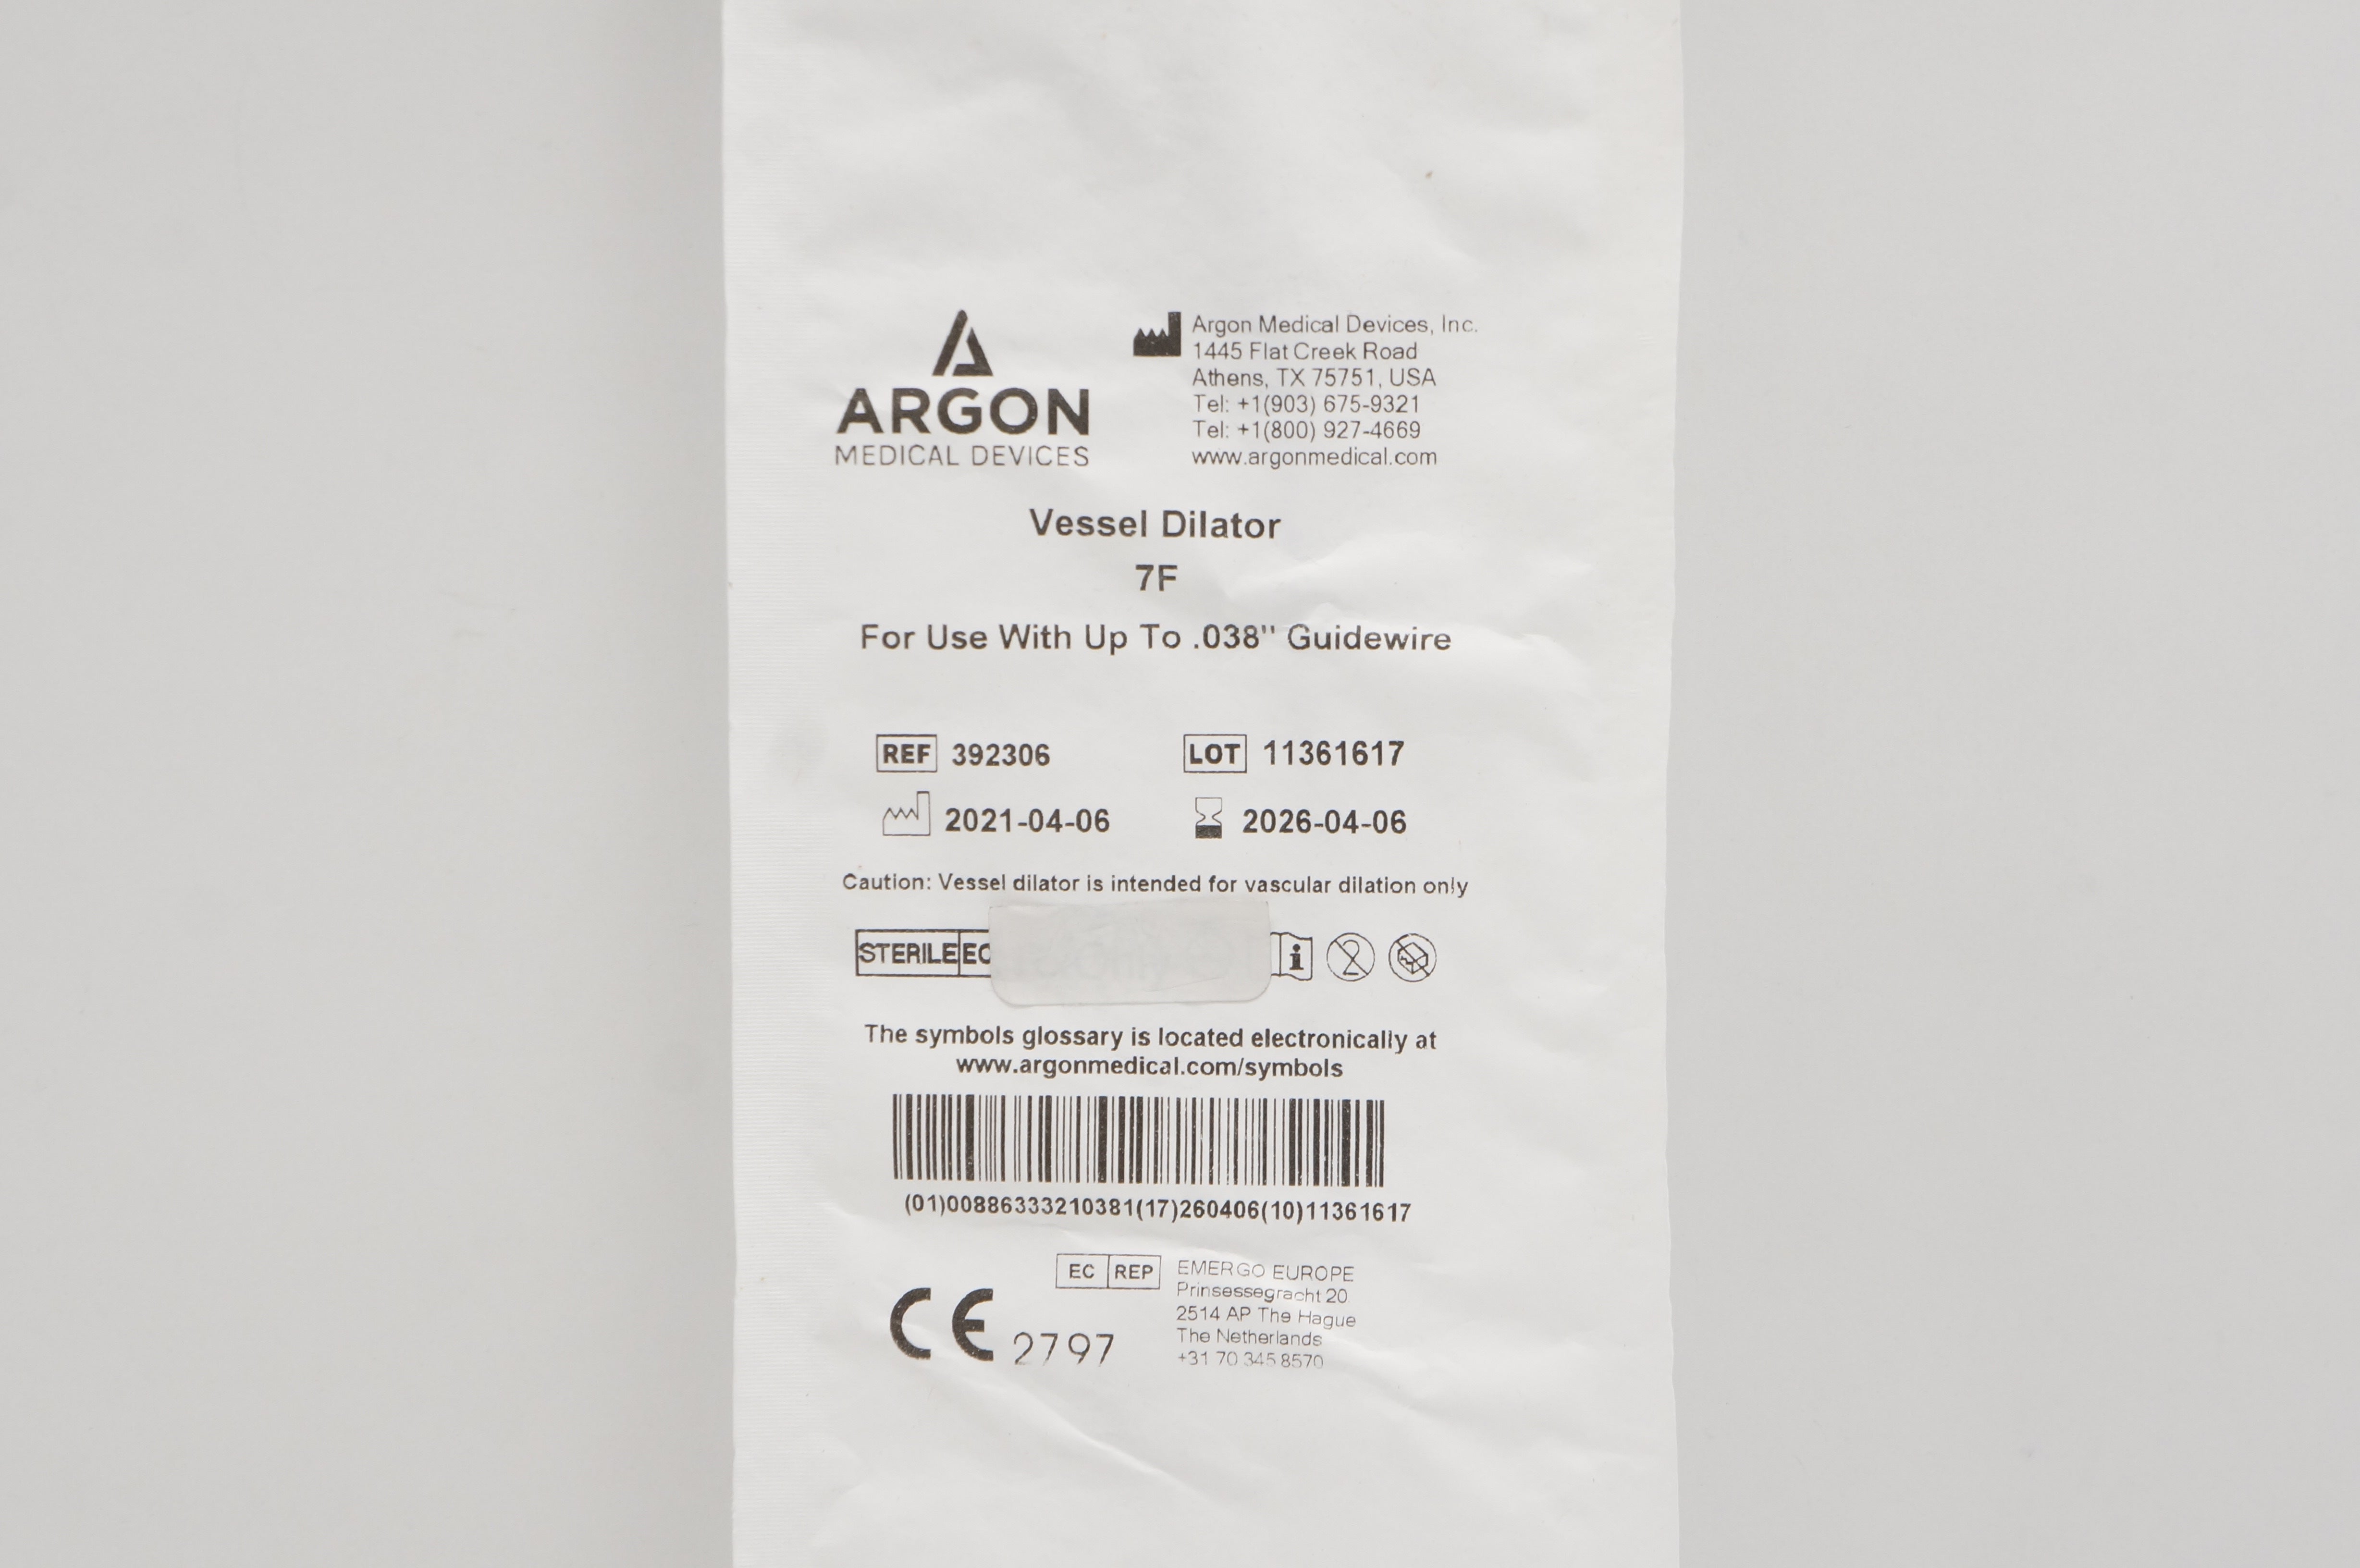 ARGON
MEDICAL DEVICES
Argon Medical Devices, Inc.
1445 Flat Creek Road
Athens, TX 75751, USA
Tel: +1(903) 675-9321
Tel: +1(800) 927-4669
www.argonmedical.com
Vessel Dilator
7F
For Use With Up To .038" Guidewire
REF 392306
LOT 11361617
2021-04-06
2026-04-06
Caution: Vessel dilator is intended for vascular dilation only
STERILE
i 2
The symbols glossary is located electronically at
www.argonmedical.com/symbols
(01)00886333210381(17)260406(10)11361617
CE 2797
EC REP
EMERGO EUROPE
Prinsessegracht 20
2514 AP The Hague
The Netherlands
+31 70 345 8570